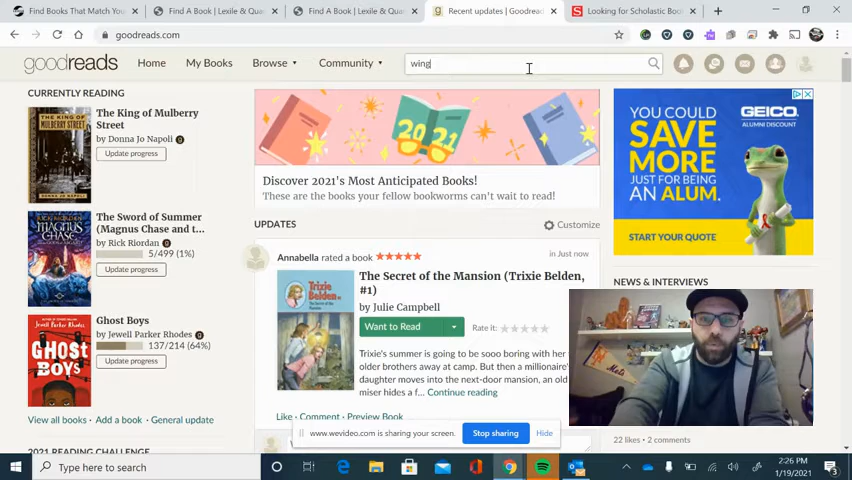 Find Books That Match You
Find A Book | Lexile & Quan
Find A Book | Lexile & Quan
Recent updates | Goodread
Looking for Scholastic Boo
goodreads.com
goodreads
Home
My Books
Browse
Community
wing
CURRENTLY READING
The King of Mulberry
Street
by Donna Jo Napoli
Update progress
The Sword of Summer
(Magnus Chase and t...
by Rick Riordan
5/499 (1%)
Update progress
Ghost Boys
by Jewell Parker Rhodes
137/214 (64%)
Update progress
View all books · Add a book · General update
2021 READING CHALLENGE
2021
Discover 2021's Most Anticipated Books!
These are the books your fellow bookworms can't wait to read!
UPDATES
Customize
Annabella rated a book
in Just now
The Secret of the Mansion (Trixie Belden,
#1)
by Julie Campbell
Want to Read
Rate it:
Trixie's summer is going to be sooo boring with her
older brothers away at camp. But then a millionaire's
daughter moves into the next-door mansion, an old
miser hides a f... Continue reading
Like · Comment · Preview Book
www.wevideo.com is sharing your screen.
Stop sharing
Hide
YOU COULD
SAVE
MORE
JUST FOR BEING
AN ALUM.
GEICO
ALUMNI DISCOUNT
START YOUR QUOTE
NEWS & INTERVIEWS
Mets
22 likes · 2 comments
Type here to search
2:26 PM
1/19/2021
MAGNUS CHASE
GHOST
BOYS
TRIXIE
BELDEN